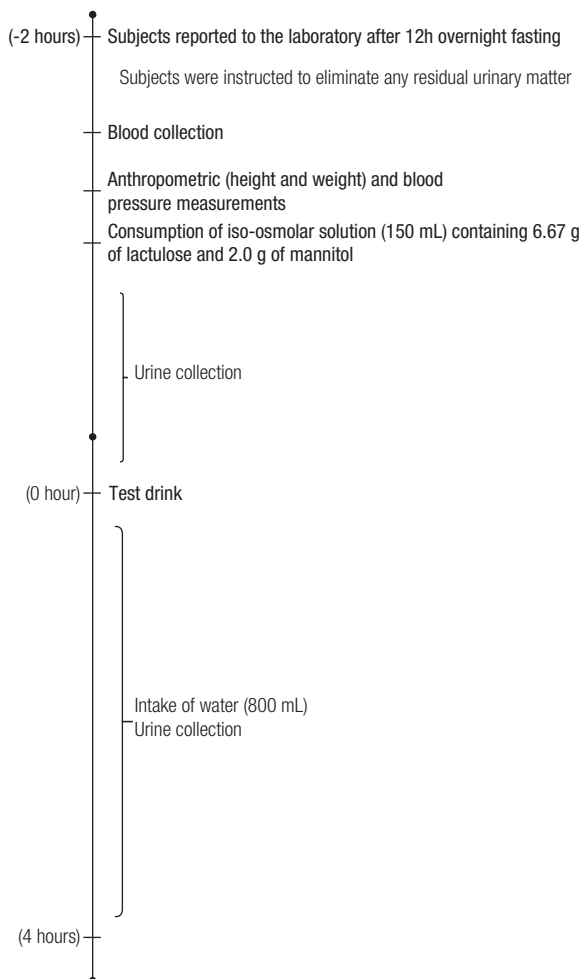 (-2 hours) Subjects reported to the laboratory after 12h overnight fasting
Subjects were instructed to eliminate any residual urinary matter
Blood collection
Anthropometric (height and weight) and blood
pressure measurements
Consumption of iso-osmolar solution (150 mL) containing 6.67 g
of lactulose and 2.0 g of mannitol
Urine collection
(0 hour) Test drink
Intake of water (800 mL)
Urine collection
(4 hours)